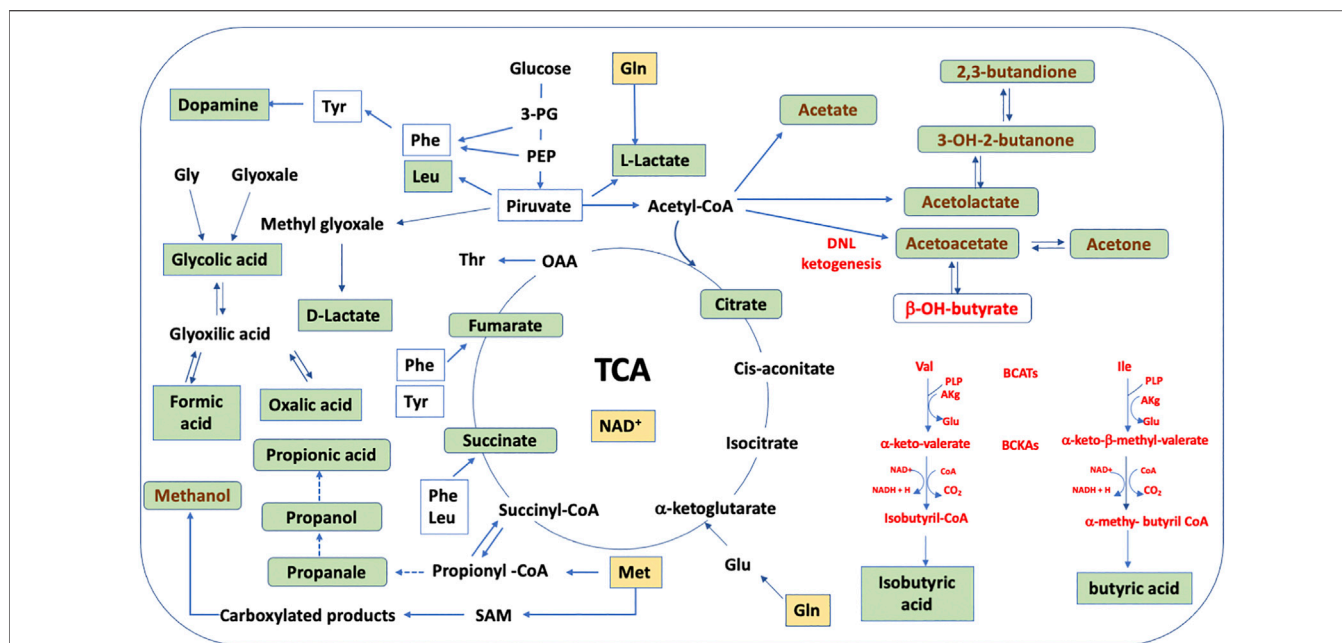 Glucose
Gln
2,3-butandione
Dopamine
Tyr
3-PG
Acetate
Phe
3-OH-2-butanone
PEP
L-Lactate
Leu
Gly
Glyoxale
Piruvate
Acetyl-CoA
Acetolactate
Methyl glyoxale
DNL
ketogenesis
Acetoacetate
Acetone
Glycolic acid
Thr
OAA
D-Lactate
Citrate
β-OH-butyrate
Glyoxilic acid
Fumarate
Phe
Tyr
TCA
Cis-aconitate
Val
PLP
AKg
Glu
BCATs
Ile
PLP
AKg
Glu
Formic
acid
Oxalic acid
NAD⁺
Succinate
Isocitrate
α-keto-valerate
BCKAs
α-keto-β-methyl-valerate
Propionic acid
NAD+
CoA
NADH + H
CO₂
NAD+
CoA
NADH + H
CO₂
Methanol
Phe
Leu
Succinyl-CoA
α-ketoglutarate
Propanol
Isobutyril-CoA
α-methy- butyril CoA
Propanale
Propionyl -CoA
Met
Glu
Isobutyric
acid
butyric acid
Carboxylated products
SAM
Gln